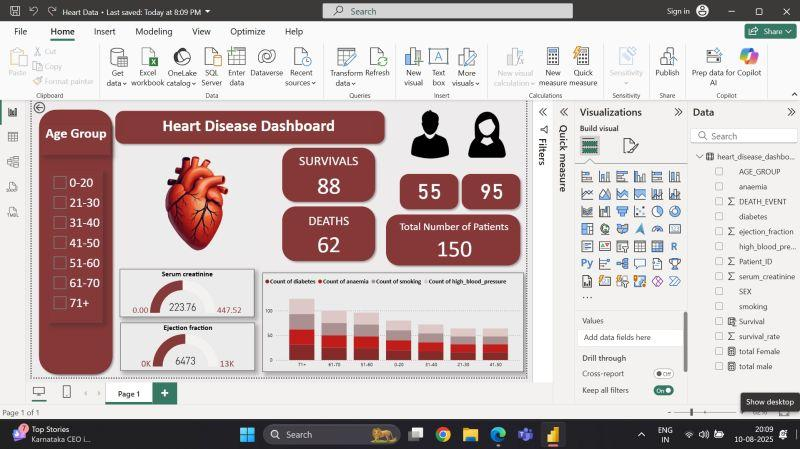 Heart Data • Last saved: Today at 8:09 PM
Search
Sign in
File Home Insert Modeling View Optimize Help
Share
Paste
Cut
Copy
Format painter
Clipboard
Get data
Excel workbook
OneLake catalog
SQL Server
Enter data
Dataverse
Recent sources
Data
Transform data
Refresh
Queries
New visual
Text box
More visuals
Insert
New visual calculation
New measure
Quick measure
Calculations
Sensitivity
Sensitivity
Publish
Share
Prep data for AI
Copilot
Copilot
Age Group
0-20
21-30
31-40
41-50
51-60
61-70
71+
Heart Disease Dashboard
SURVIVALS
88
DEATHS
62
55
95
Total Number of Patients
150
Serum creatinine
0.00
223.76
447.52
Ejection fraction
0K
6473
13K
Count of diabetes Count of anaemia Count of smoking Count of high_blood_pressure
100
50
0
71+ 61-70 51-60 0-20 31-40 21-30 41-50
Filters
Quick measure
Visualizations
Build visual
R
Py
Values
Add data fields here
Drill through
Cross-report
Off
Keep all filters
On
Data
Search
heart_disease_dashbo...
AGE_GROUP
anaemia
DEATH_EVENT
diabetes
ejection_fraction
high_blood_pre...
Patient_ID
serum_creatinine
SEX
smoking
Survival
survival_rate
total Female
total male
Show desktop
Page 1
Page 1 of 1
Top Stories
Karnataka CEO i...
Search
ENG
IN
20:09
10-08-2025